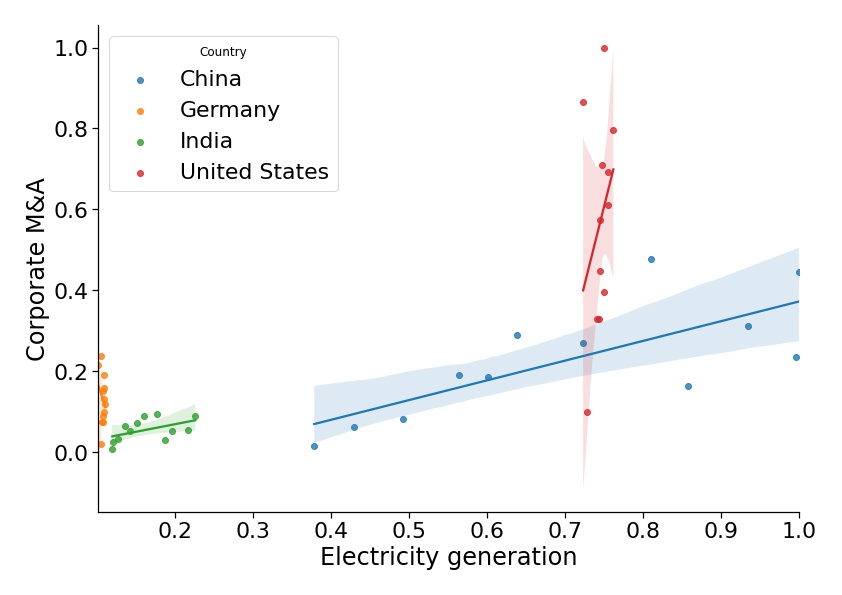 Country
China
Germany
India
United States
Corporate M&A
1.0
0.8
0.6
0.4
0.2
0.0
0.2 0.3 0.4 0.5 0.6 0.7 0.8 0.9 1.0
Electricity generation